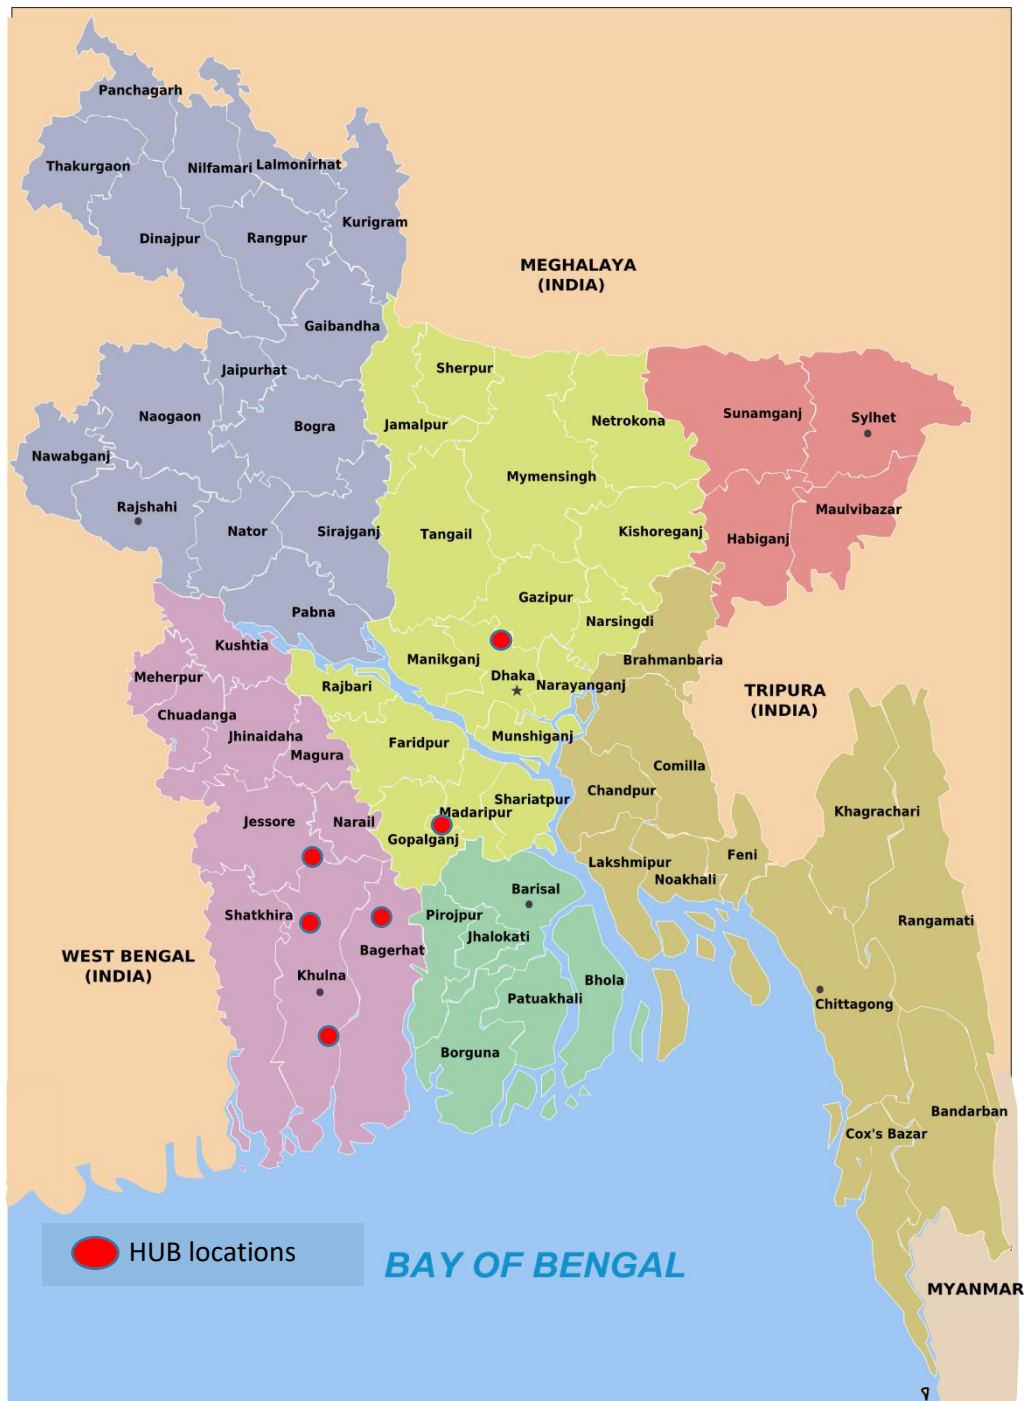 Panchagarh
Thakurgaon
Nilfamari
Lalmonirhat
Kurigram
Dinajpur
Rangpur
MEGHALAYA
(INDIA)
Gaibandha
Jaipurhat
Sherpur
Naogaon
Bogra
Jamalpur
Netrokona
Sunamganj
Sylhet
Nawabganj
Mymensingh
Rajshahi
Nator
Sirajganj
Tangail
Kishoreganj
Habiganj
Maulvibazar
Pabna
Gazipur
Narsingdi
Kushtia
Manikganj
Brahmanbaria
Meherpur
Rajbari
Dhaka
Narayanganj
TRIPURA
(INDIA)
Chuadanga
Jhinaidaha
Magura
Faridpur
Munshiganj
Comilla
Chandpur
Shariatpur
Khagrachari
Jessore
Narail
Madaripur
Gopalganj
Lakshmipur
Feni
Noakhali
Barisal
Shatkhira
Pirojpur
Rangamati
Jhalokati
Bagerhat
WEST BENGAL
(INDIA)
Khulna
Bhola
Patuakhali
Chittagong
Borguna
Bandarban
Cox's Bazar
HUB locations
BAY OF BENGAL
MYANMAR